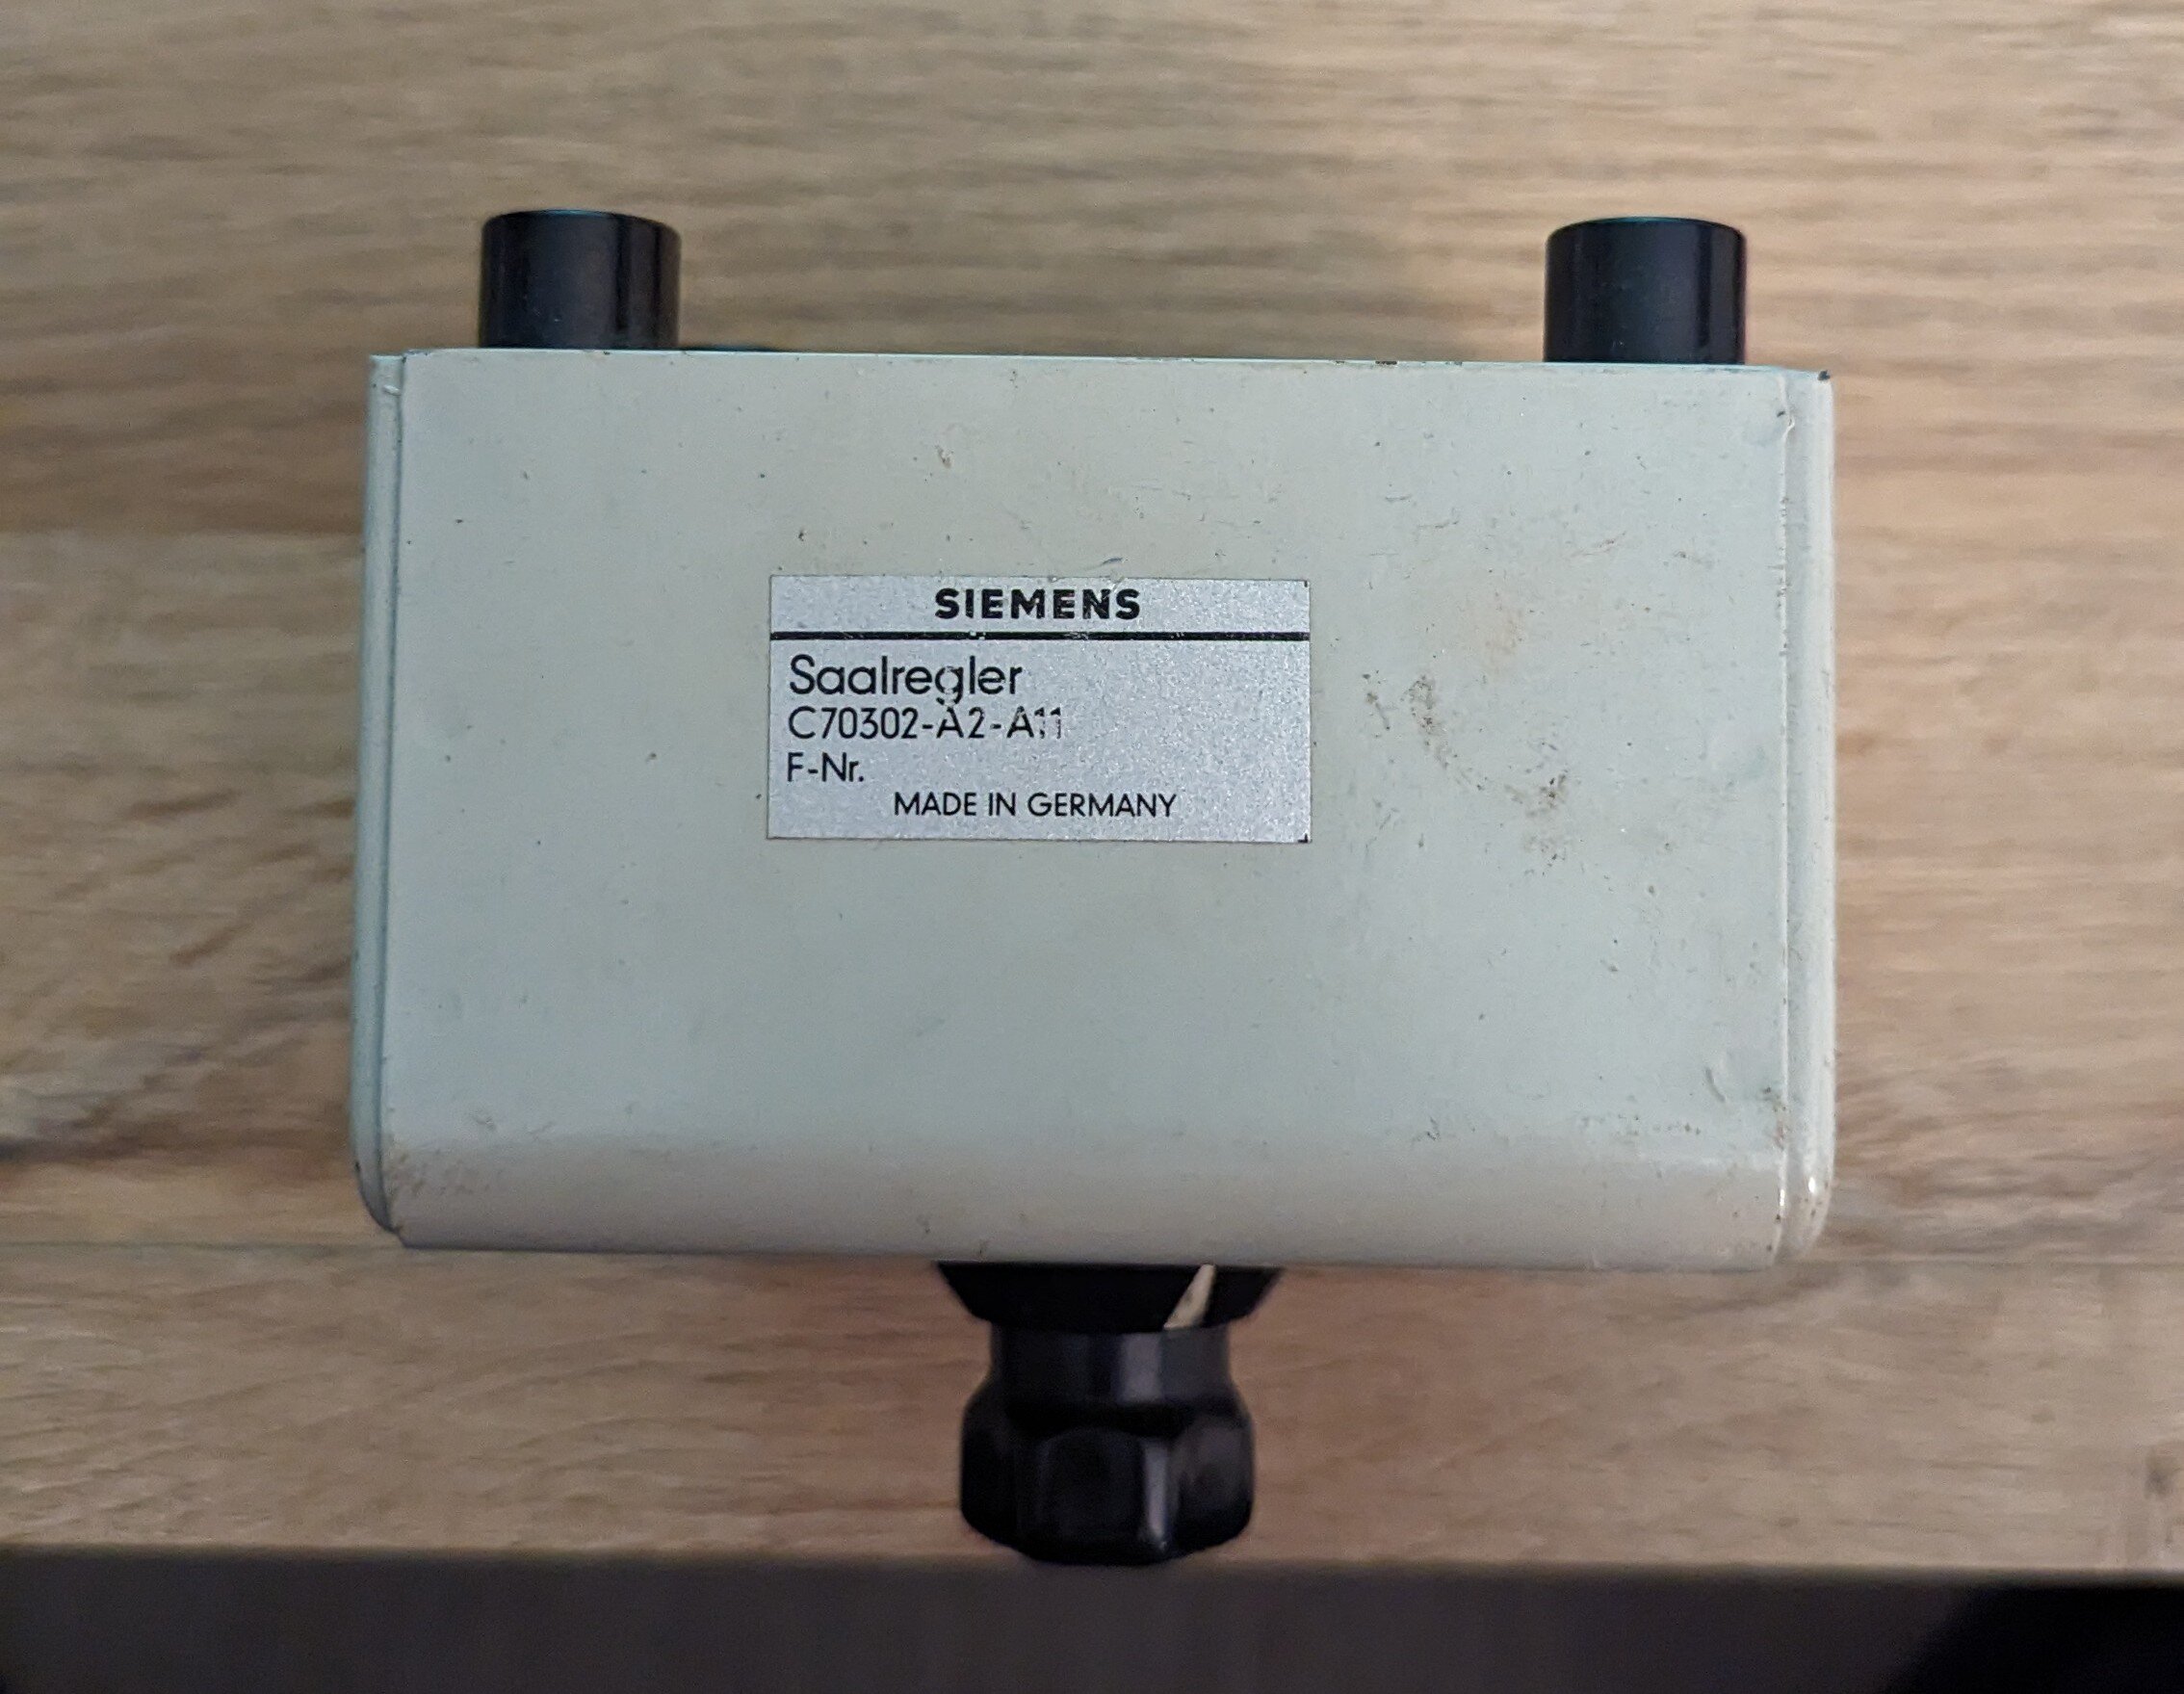 SIEMENS
Saalregler
C70302-A2-A11
F-Nr.
MADE IN GERMANY